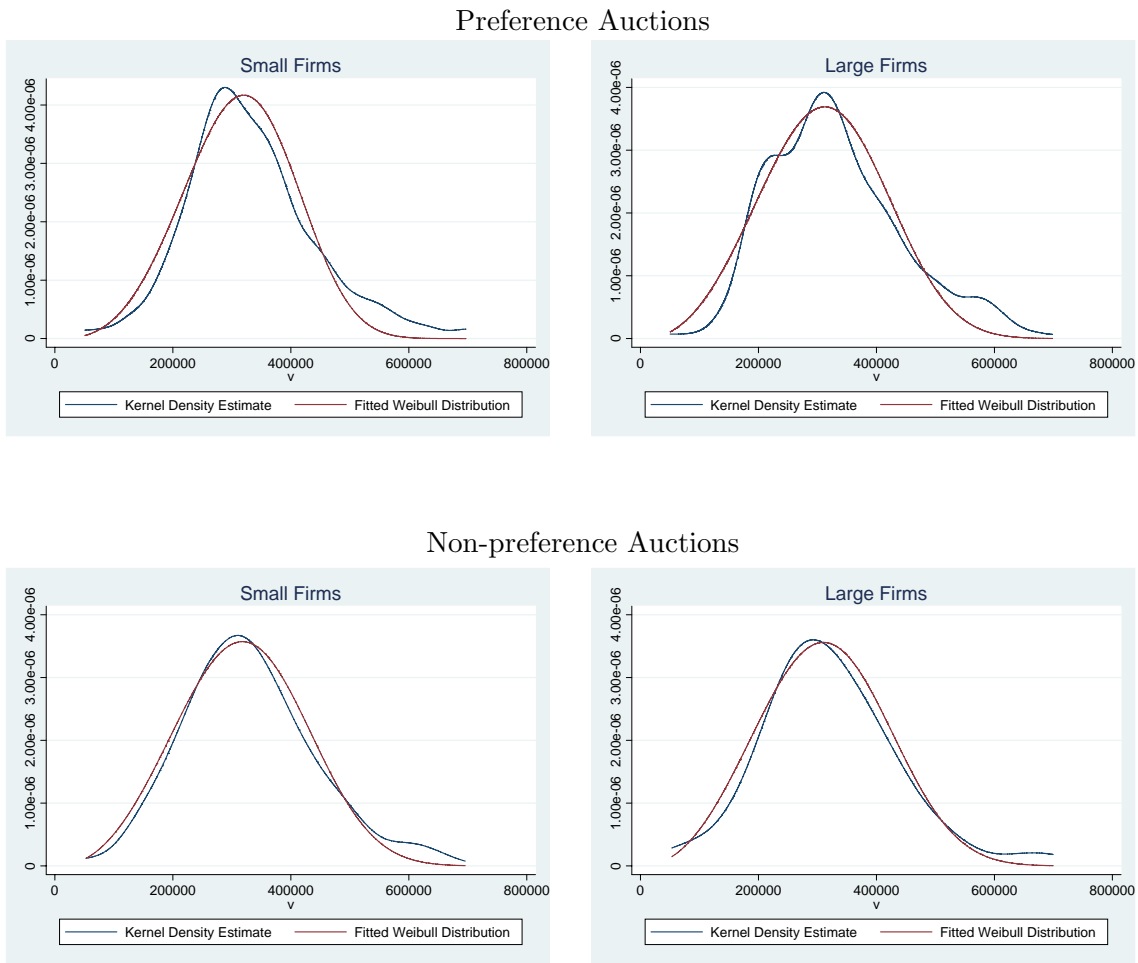 Preference Auctions
Small Firms
0 1.00e-06 2.00e-06 3.00e-06 4.00e-06
0 200000 400000 600000 800000
v
Kernel Density Estimate Fitted Weibull Distribution
Large Firms
0 1.00e-06 2.00e-06 3.00e-06 4.00e-06
0 200000 400000 600000 800000
v
Kernel Density Estimate Fitted Weibull Distribution
Non-preference Auctions
Small Firms
0 1.00e-06 2.00e-06 3.00e-06 4.00e-06
0 200000 400000 600000 800000
v
Kernel Density Estimate Fitted Weibull Distribution
Large Firms
0 1.00e-06 2.00e-06 3.00e-06 4.00e-06
0 200000 400000 600000 800000
v
Kernel Density Estimate Fitted Weibull Distribution